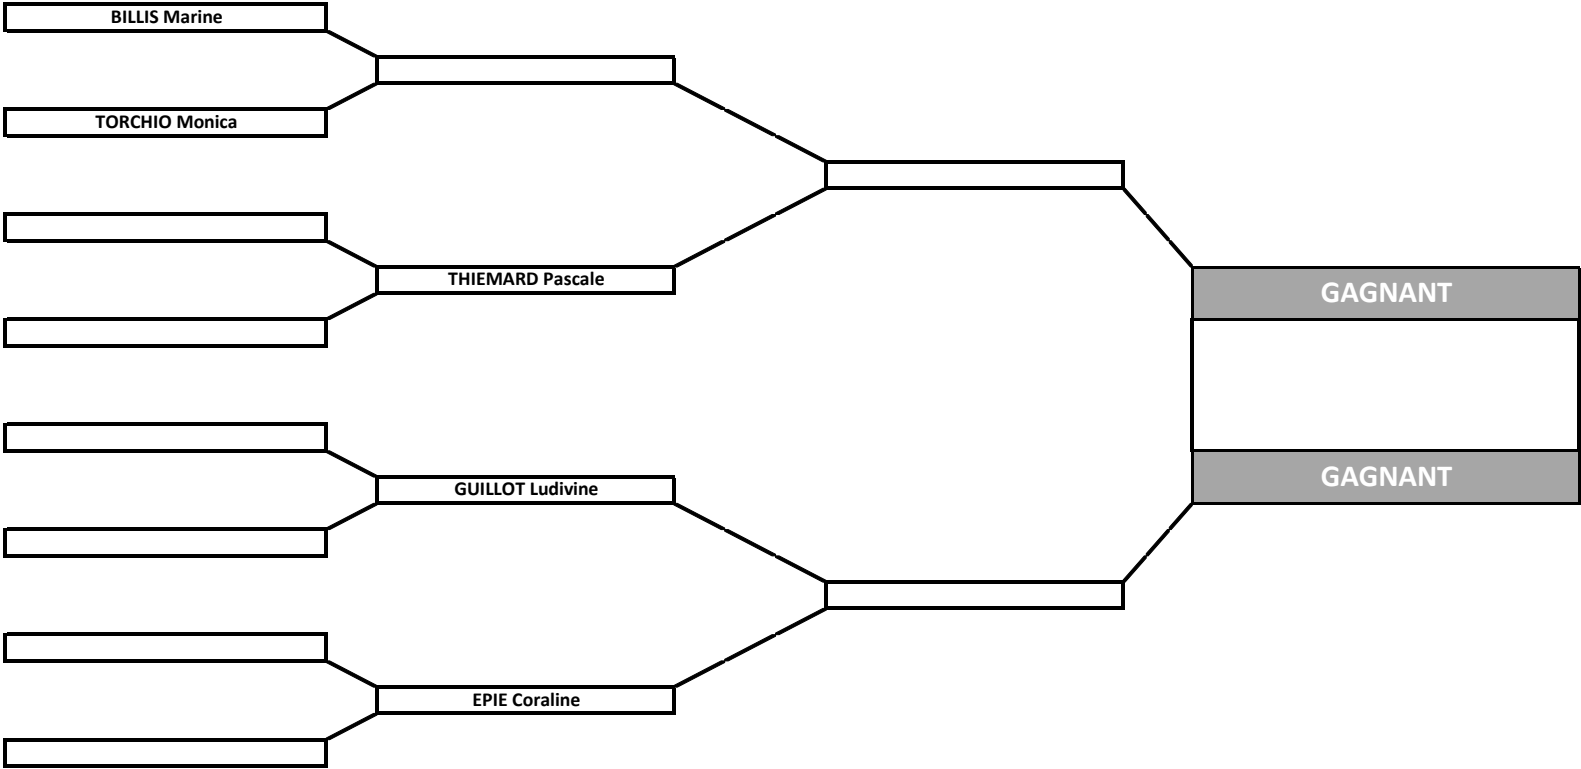 BILLIS Marine
TORCHIO Monica
THIEMARD Pascale
GAGNANT
GAGNANT
GUILLOT Ludivine
EPIE Coraline